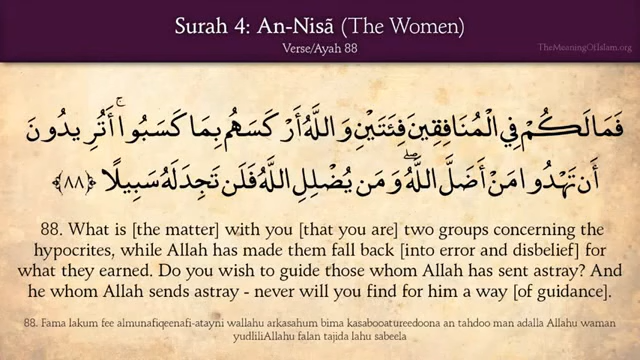 Surah 4: An-Nisã (The Women)
Verse/Ayah 88
TheMeaningOfIslam.org
فَمَا لَكُمْ فِي الْمُنَافِقِينَ فِئَتَيْنِ وَاللَّهُ أَرْكَسَهُم بِمَا كَسَبُوا ۚ أَتُرِيدُونَ
أَن تَهْدُوا مَنْ أَضَلَّ اللَّهُ ۖ وَمَن يُضْلِلِ اللَّهُ فَلَن تَجِدَ لَهُ سَبِيلًا ﴿٨٨﴾
88. What is [the matter] with you [that you are] two groups concerning the
hypocrites, while Allah has made them fall back [into error and disbelief] for
what they earned. Do you wish to guide those whom Allah has sent astray? And
he whom Allah sends astray - never will you find for him a way [of guidance].
88. Fama lakum fee almunafiqeenafi-atayni wallahu arkasahum bima kasabooatureedoona an tahdoo man adalla Allahu waman
yudliliAllahu falan tajida lahu sabeela